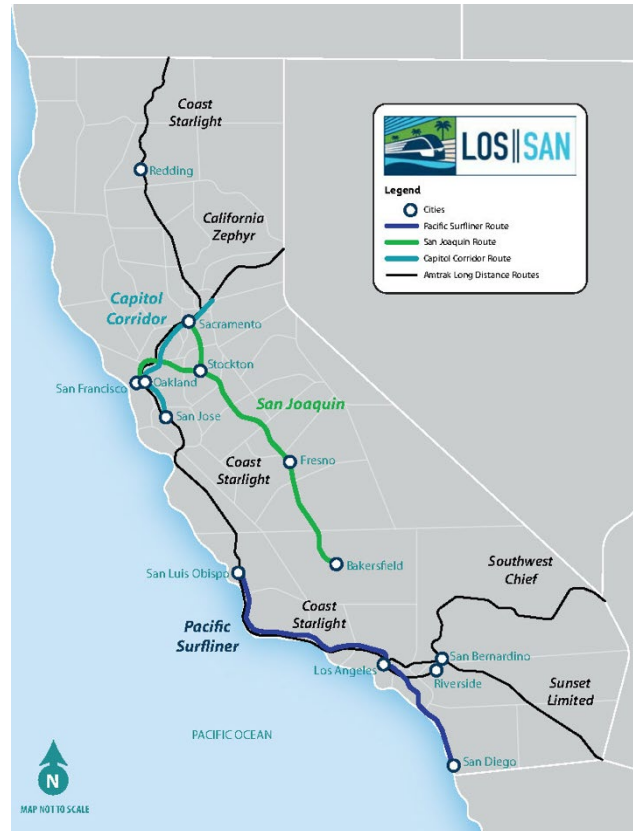 Coast
Starlight
LOS SAN
Legend
Cities
Pacific Surfliner Route
San Joaquin Route
Capitol Corridor Route
Amtrak Long Distance Routes
Redding
California
Zephyr
Capitol
Corridor
Sacramento
Stockton
San Francisco
Oakland
San Joaquin
San Jose
Coast
Starlight
Fresno
Bakersfield
San Luis Obispo
Southwest
Chief
Coast
Starlight
Pacific
Surfliner
San Bernardino
Los Angeles
Riverside
Sunset
Limited
PACIFIC OCEAN
San Diego
N
MAP NOT TO SCALE